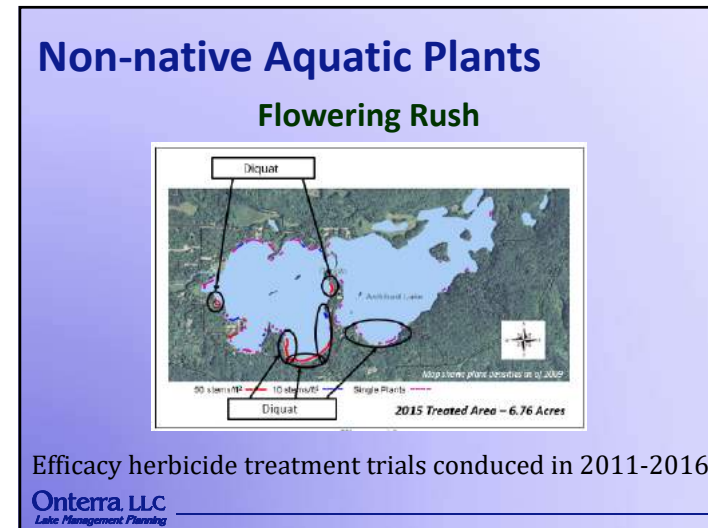 Non-native Aquatic Plants
Flowering Rush
Diquat
Archibald Lake
Map shows plant densities as of 2009
50 stems/ft² 10 stems/ft² Single Plants
Diquat
2015 Treated Area – 6.76 Acres
Efficacy herbicide treatment trials conduced in 2011-2016
Onterra, LLC
Lake Management Planning